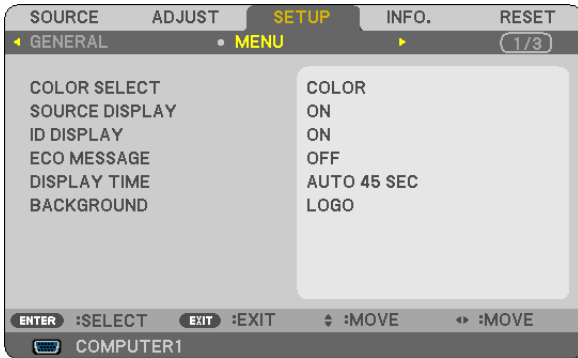 SOURCE ADJUST SETUP INFO. RESET
GENERAL MENU 1/3
COLOR SELECT COLOR
SOURCE DISPLAY ON
ID DISPLAY ON
ECO MESSAGE OFF
DISPLAY TIME AUTO 45 SEC
BACKGROUND LOGO
ENTER :SELECT EXIT :EXIT :MOVE :MOVE
COMPUTER1